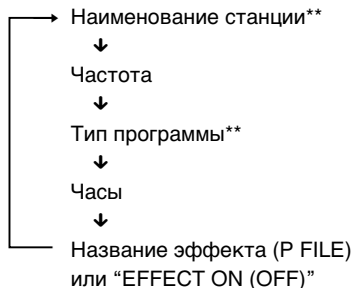 Наименование станции**
Частота
Тип программы**
Часы
Название эффекта (P FILE)
или “EFFECT ON (OFF)”